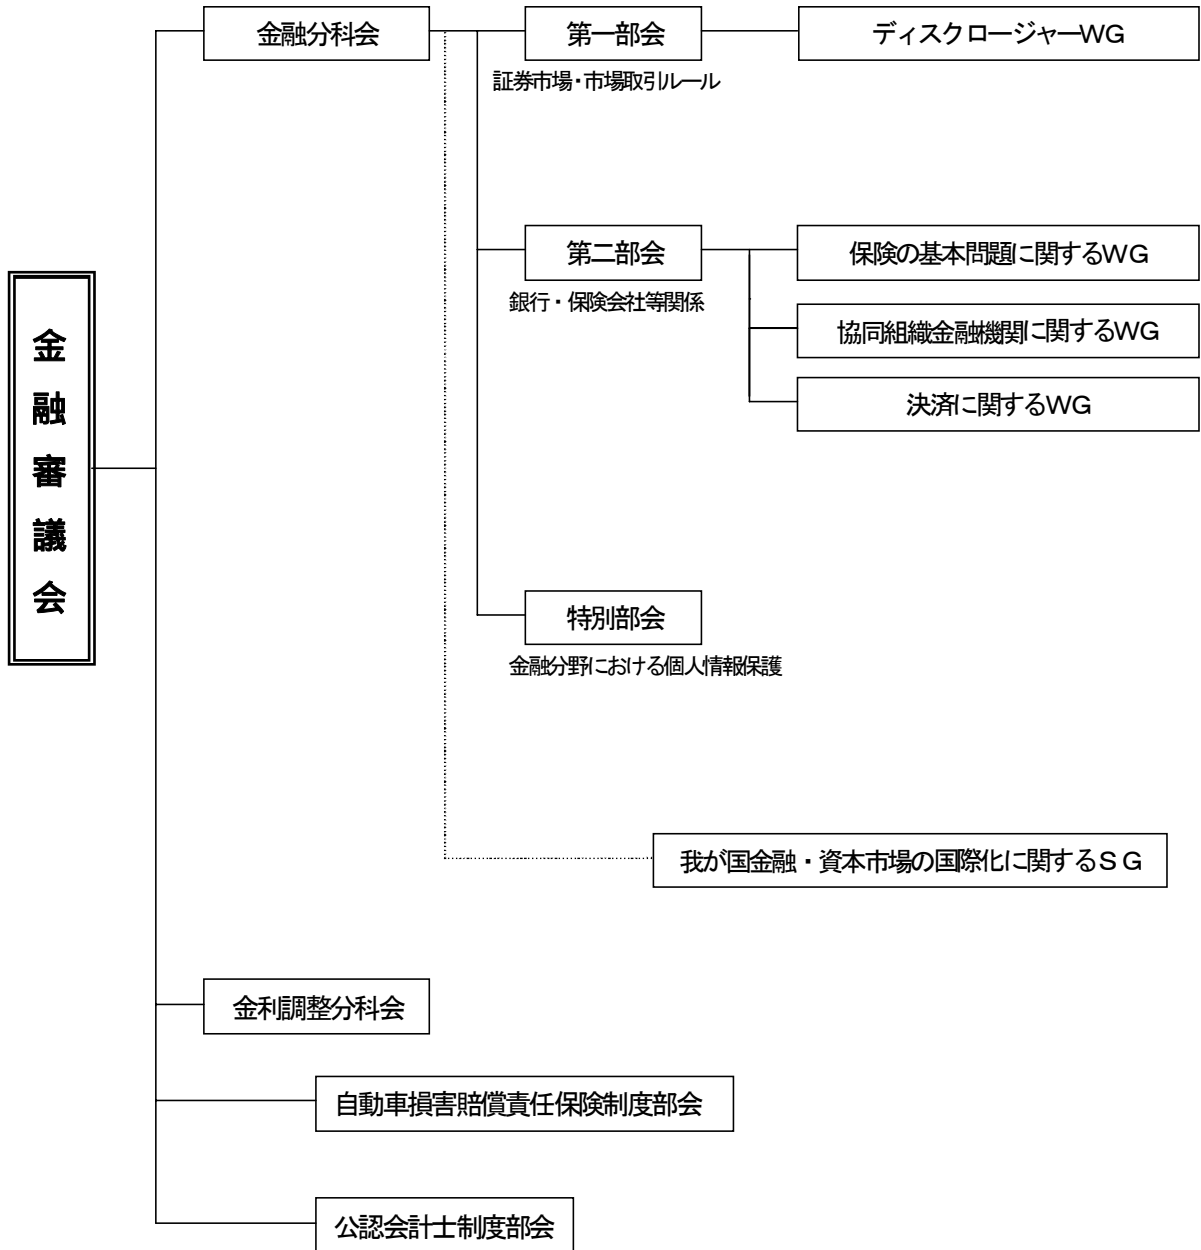 金融審議会
金融分科会
第一部会
証券市場・市場取引ルール
ディスクロージャーWG
第二部会
銀行・保険会社等関係
保険の基本問題に関するWG
協同組織金融機関に関するWG
決済に関するWG
特別部会
金融分野における個人情報保護
我が国金融・資本市場の国際化に関するSG
金利調整分科会
自動車損害賠償責任保険制度部会
公認会計士制度部会